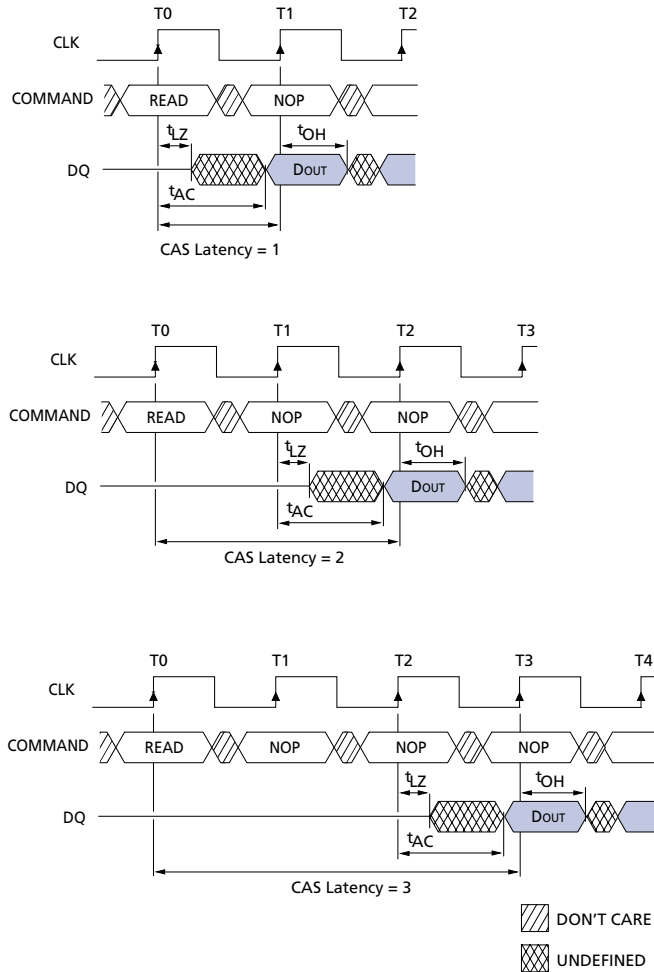 T0 T1 T2
CLK
COMMAND READ NOP
tLZ tOH
DQ DOUT
tAC
CAS Latency = 1
T0 T1 T2 T3
CLK
COMMAND READ NOP NOP
tLZ tOH
DQ DOUT
tAC
CAS Latency = 2
T0 T1 T2 T3 T4
CLK
COMMAND READ NOP NOP NOP
tLZ tOH
DQ DOUT
tAC
CAS Latency = 3
DON'T CARE
UNDEFINED